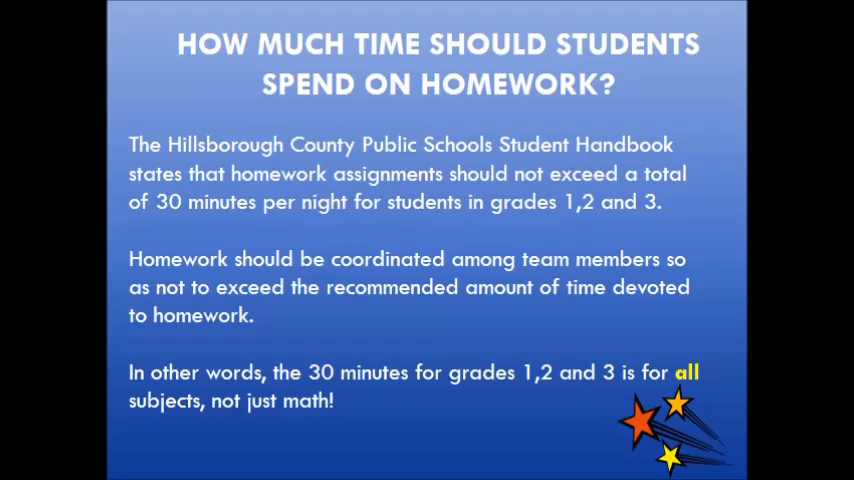 HOW MUCH TIME SHOULD STUDENTS
SPEND ON HOMEWORK?
The Hillsborough County Public Schools Student Handbook
states that homework assignments should not exceed a total
of 30 minutes per night for students in grades 1,2 and 3.
Homework should be coordinated among team members so
as not to exceed the recommended amount of time devoted
to homework.
In other words, the 30 minutes for grades 1,2 and 3 is for all
subjects, not just math!